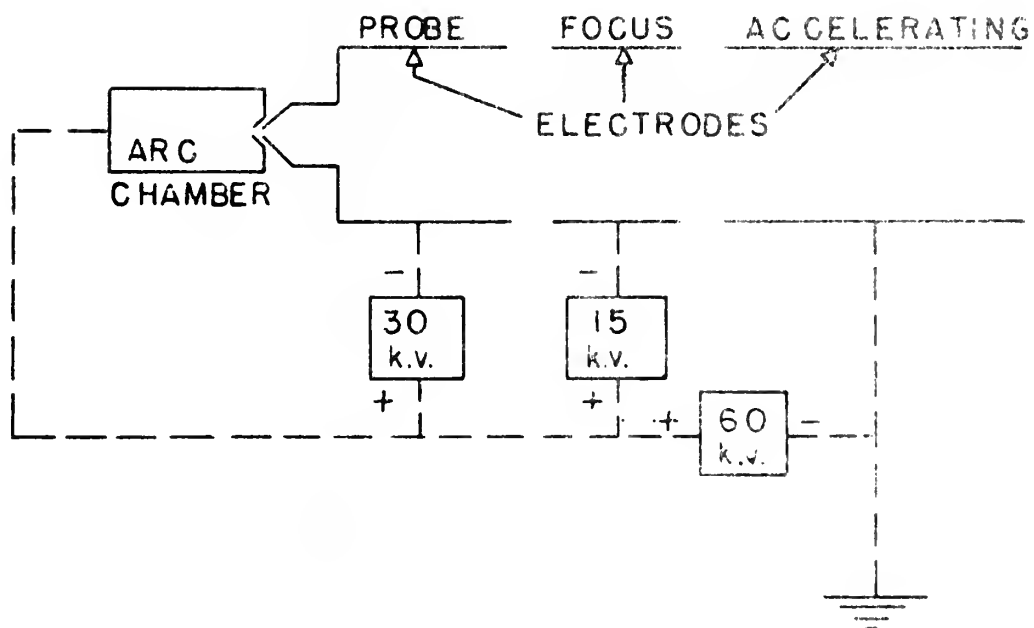 PROBE FOCUS ACCELERATING
ELECTRODES
ARC
CHAMBER
- -
30 15
k.v. k.v.
+ +
+ 60 -
k.v.